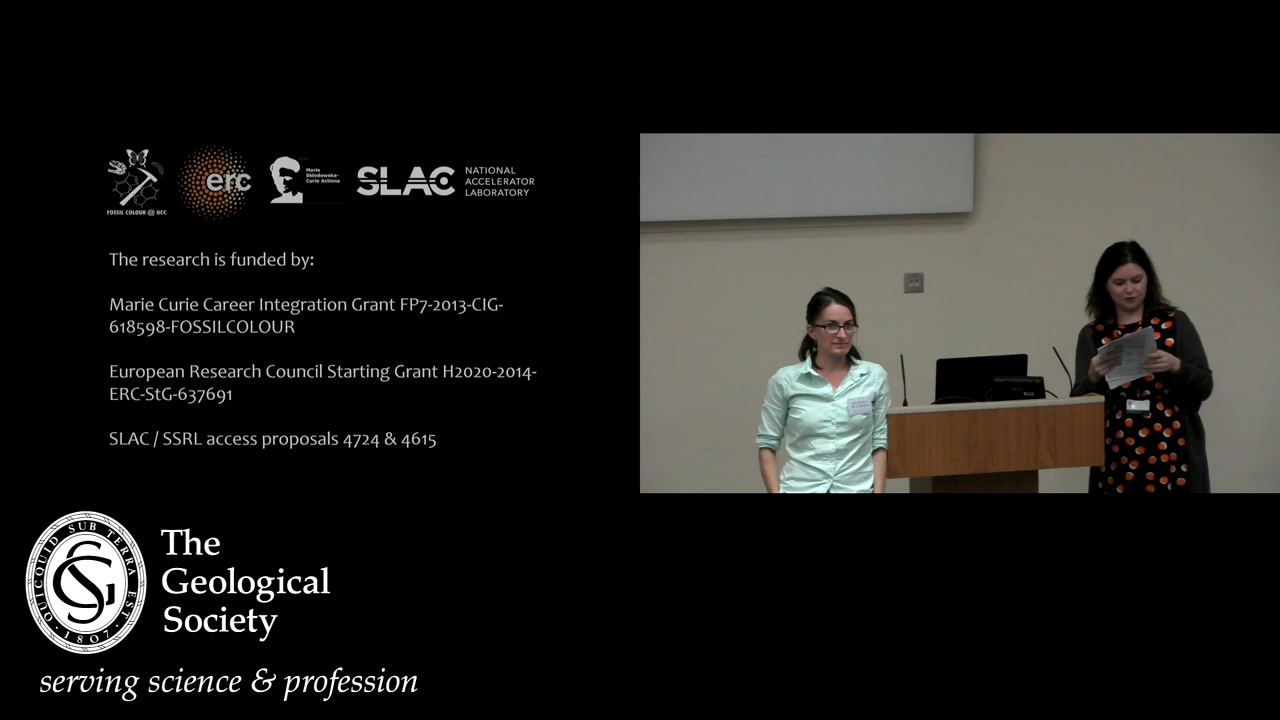 FOSSIL COLOUR @ UCC
erc
Marie
Skłodowska-
Curie Actions
SLAC
NATIONAL
ACCELERATOR
LABORATORY
The research is funded by:
Marie Curie Career Integration Grant FP7-2013-CIG-
618598-FOSSILCOLOUR
European Research Council Starting Grant H2020-2014-
ERC-StG-637691
SLAC / SSRL access proposals 4724 & 4615
QUICQUID SUB TERRA EST
1807
GS
The
Geological
Society
serving science & profession